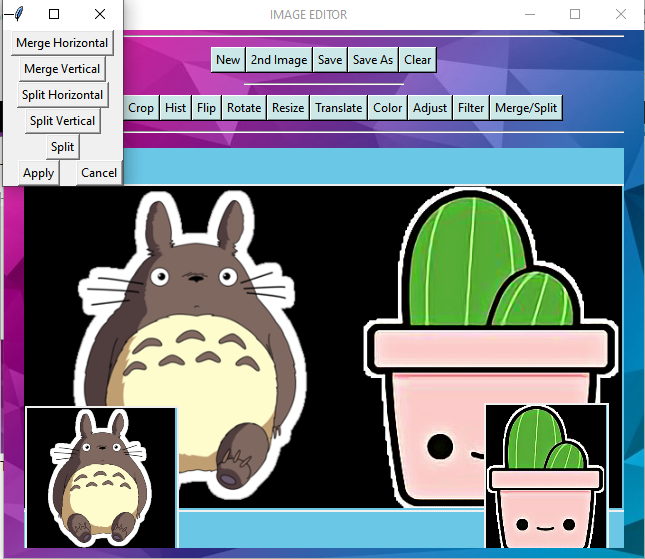 IMAGE EDITOR
New 2nd Image Save Save As Clear
Crop Hist Flip Rotate Resize Translate Color Adjust Filter Merge/Split
Merge Horizontal
Merge Vertical
Split Horizontal
Split Vertical
Split
Apply Cancel